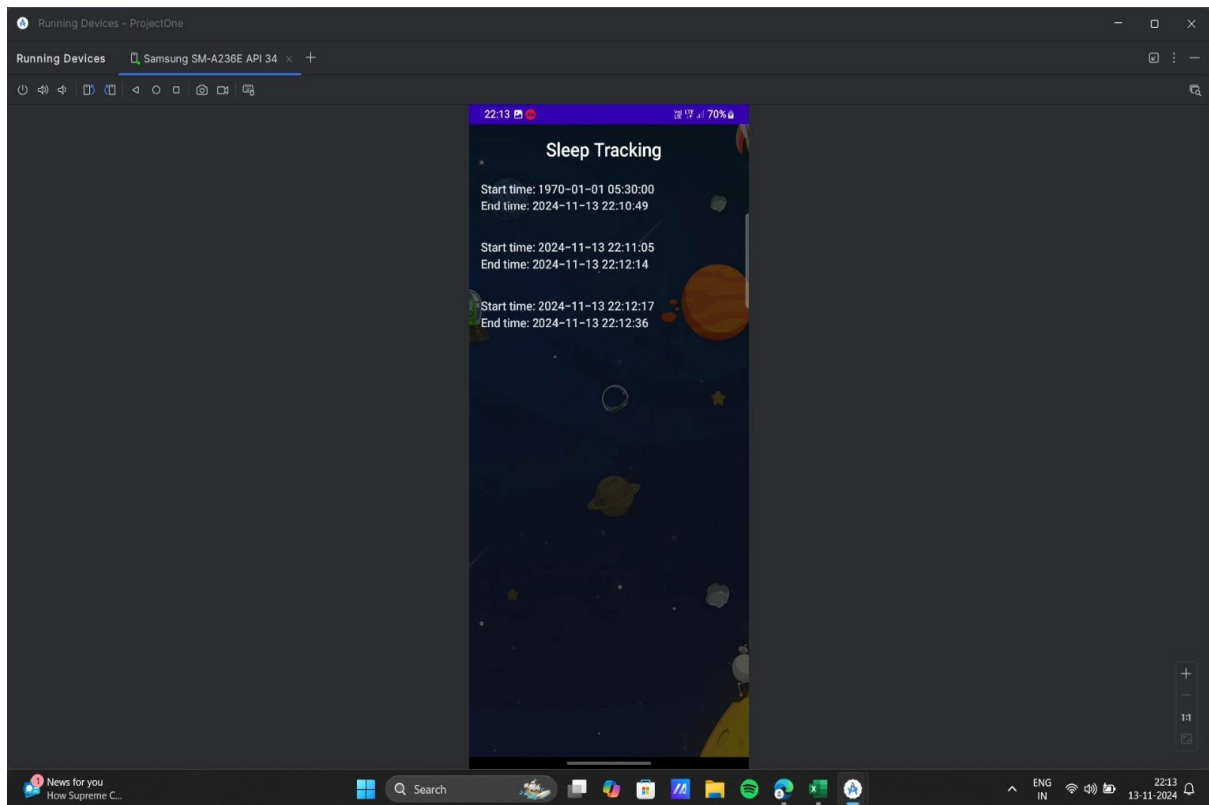 Running Devices - ProjectOne
Running Devices Samsung SM-A236E API 34
22:13 70%
Sleep Tracking
Start time: 1970-01-01 05:30:00
End time: 2024-11-13 22:10:49
Start time: 2024-11-13 22:11:05
End time: 2024-11-13 22:12:14
Start time: 2024-11-13 22:12:17
End time: 2024-11-13 22:12:36
1:1
1
News for you
How Supreme C...
Search
ENG
IN
22:13
13-11-2024